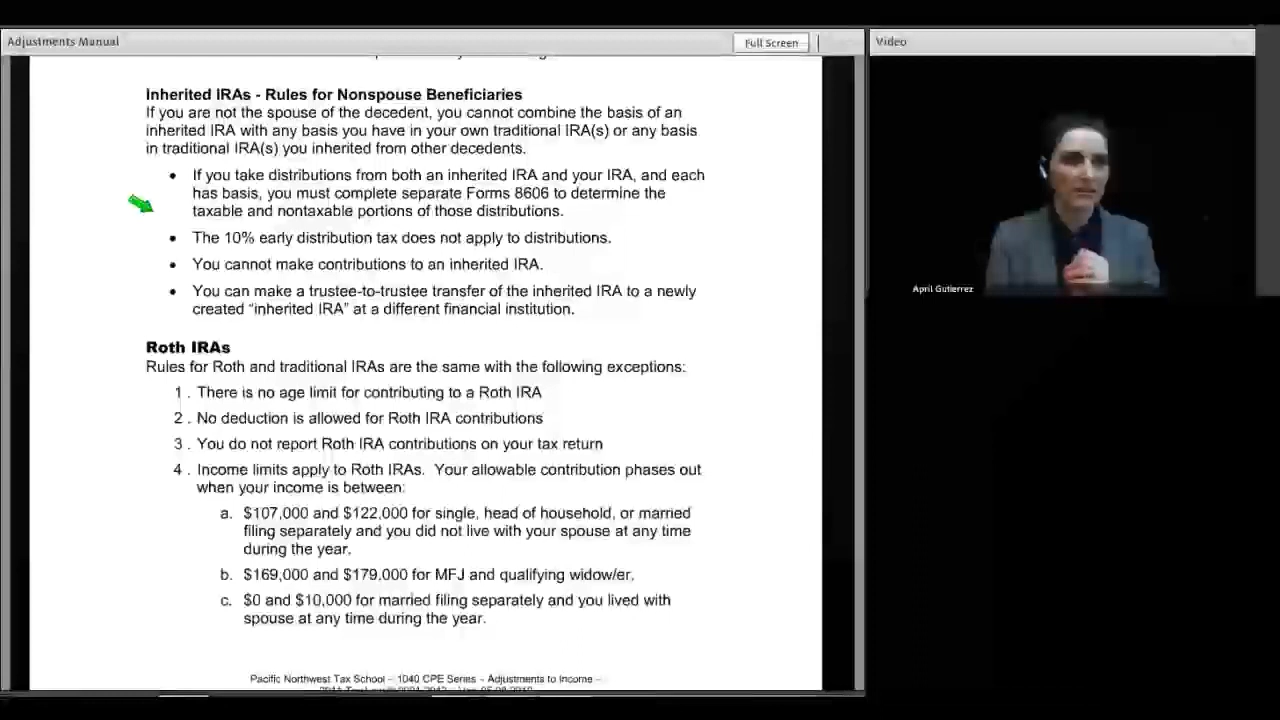 Adjustments Manual
Full Screen
Video
Inherited IRAs - Rules for Nonspouse Beneficiaries
If you are not the spouse of the decedent, you cannot combine the basis of an
inherited IRA with any basis you have in your own traditional IRA(s) or any basis
in traditional IRA(s) you inherited from other decedents.
• If you take distributions from both an inherited IRA and your IRA, and each
has basis, you must complete separate Forms 8606 to determine the
taxable and nontaxable portions of those distributions.
• The 10% early distribution tax does not apply to distributions.
• You cannot make contributions to an inherited IRA.
• You can make a trustee-to-trustee transfer of the inherited IRA to a newly
created “inherited IRA” at a different financial institution.
Roth IRAs
Rules for Roth and traditional IRAs are the same with the following exceptions:
1. There is no age limit for contributing to a Roth IRA
2. No deduction is allowed for Roth IRA contributions
3. You do not report Roth IRA contributions on your tax return
4. Income limits apply to Roth IRAs. Your allowable contribution phases out
when your income is between:
a. $107,000 and $122,000 for single, head of household, or married
filing separately and you did not live with your spouse at any time
during the year.
b. $169,000 and $179,000 for MFJ and qualifying widow/er.
c. $0 and $10,000 for married filing separately and you lived with
spouse at any time during the year.
Pacific Northwest Tax School – 1040 CPE Series – Adjustments to Income –
April Gutierrez